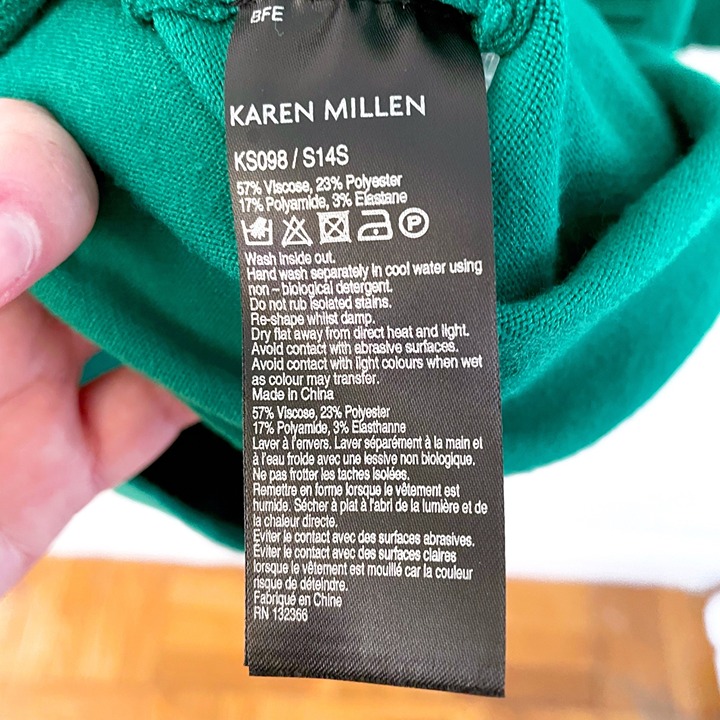 BFE
KAREN MILLEN
KS098 / S14S
57% Viscose, 23% Polyester
17% Polyamide, 3% Elastane
P
Wash inside out.
Hand wash separately in cool water using
non – biological detergent.
Do not rub isolated stains.
Re-shape whilst damp.
Dry flat away from direct heat and light.
Avoid contact with abrasive surfaces.
Avoid contact with light colours when wet
as colour may transfer.
Made in China
57% Viscose, 23% Polyester
17% Polyamide, 3% Elasthanne
Laver à l'envers. Laver séparément à la main et
à l'eau froide avec une lessive non biologique.
Ne pas frotter les taches isolées.
Remettre en forme lorsque le vêtement est
humide. Sécher à plat à l'abri de la lumière et de
la chaleur directe.
Eviter le contact avec des surfaces abrasives.
Éviter le contact avec des surfaces claires
lorsque le vêtement est mouillé car la couleur
risque de déteindre.
Fabriqué en Chine
RN 132366